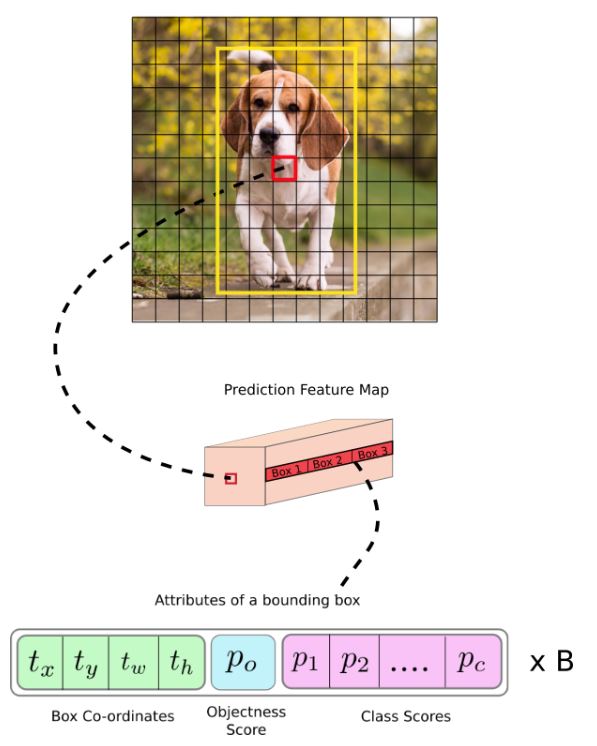 Prediction Feature Map
Box 1 Box 2 Box 3
Attributes of a bounding box
t_x t_y t_w t_h p_o p_1 p_2 .... p_c x B
Box Co-ordinates Objectness Score Class Scores